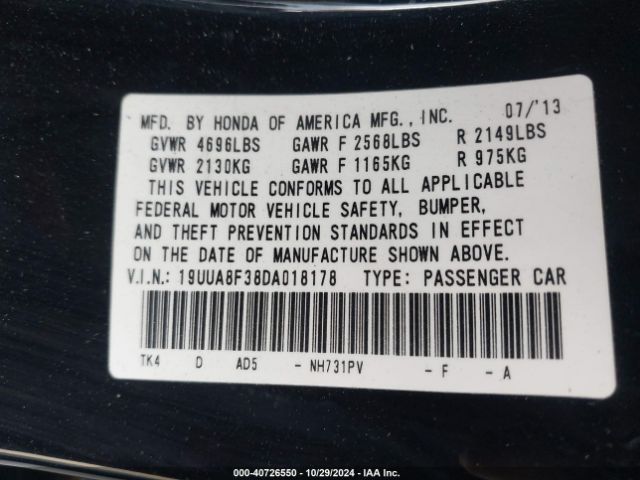 MFD. BY HONDA OF AMERICA MFG., INC. 07/'13
GVWR 4696LBS GAWR F 2568LBS R 2149LBS
GVWR 2130KG GAWR F 1165KG R 975KG
THIS VEHICLE CONFORMS TO ALL APPLICABLE
FEDERAL MOTOR VEHICLE SAFETY, BUMPER,
AND THEFT PREVENTION STANDARDS IN EFFECT
ON THE DATE OF MANUFACTURE SHOWN ABOVE.
V.I.N.: 19UUA8F38DA018178 TYPE: PASSENGER CAR
TK4 D AD5 - NH731PV - F - A
000-40726550 - 10/29/2024 - IAA Inc.